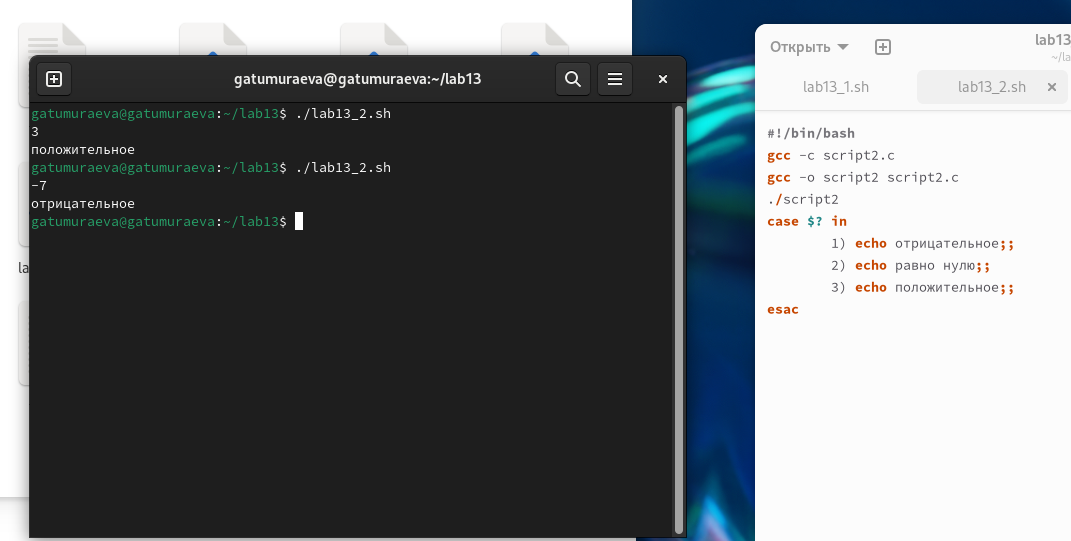 gatumuraeva@gatumuraeva:~/lab13
gatumuraeva@gatumuraeva:~/lab13$ ./lab13_2.sh
3
положительное
gatumuraeva@gatumuraeva:~/lab13$ ./lab13_2.sh
-7
отрицательное
gatumuraeva@gatumuraeva:~/lab13$
la
Открыть
lab13
~/la
lab13_1.sh
lab13_2.sh
#!/bin/bash
gcc -c script2.c
gcc -o script2 script2.c
./script2
case $? in
1) echo отрицательное;;
2) echo равно нулю;;
3) echo положительное;;
esac